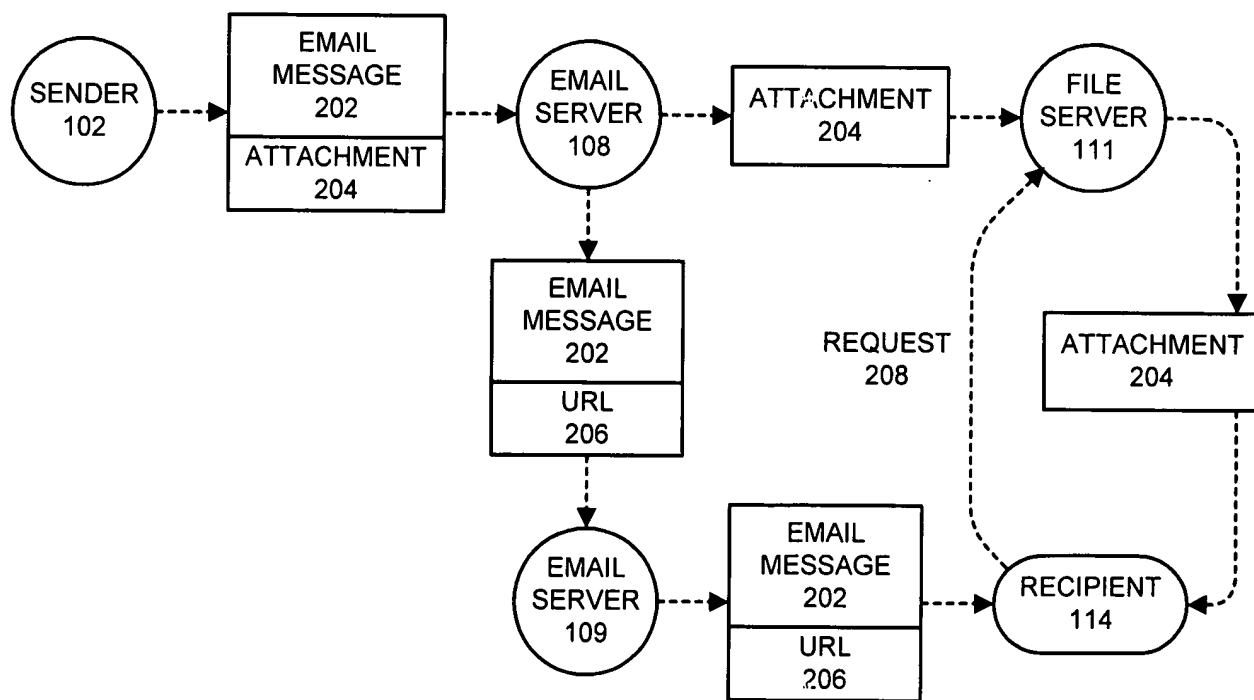 SENDER
102
EMAIL
MESSAGE
202
ATTACHMENT
204
EMAIL
SERVER
108
ATTACHMENT
204
FILE
SERVER
111
EMAIL
MESSAGE
202
URL
206
REQUEST
208
ATTACHMENT
204
EMAIL
SERVER
109
EMAIL
MESSAGE
202
URL
206
RECIPIENT
114